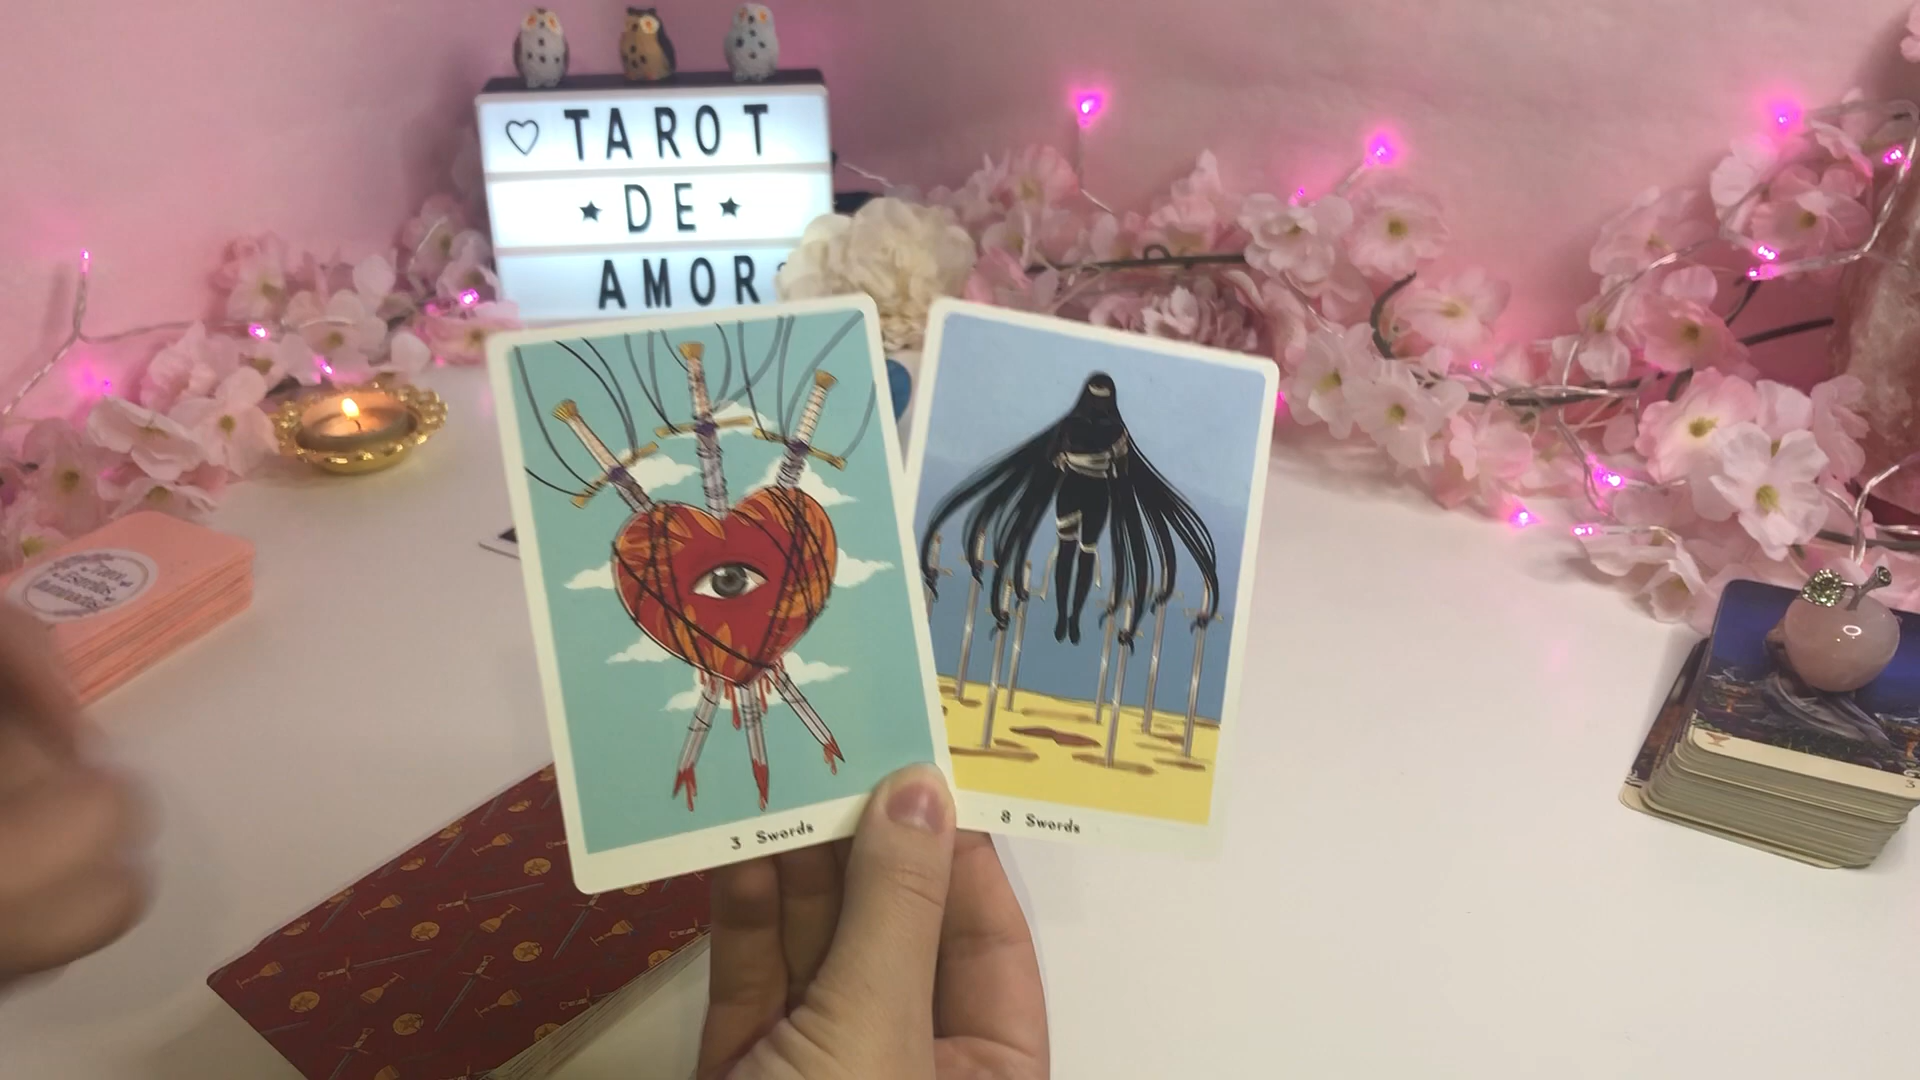 ♡ TAROT
★ DE ★
AMOR
3 Swords
8 Swords